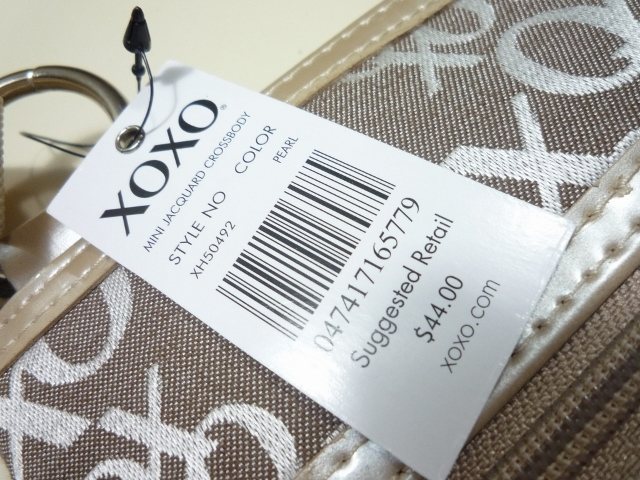 XOXO®
MINI JACQUARD CROSSBODY
STYLE NO COLOR
XH50492 PEARL
047417165779
Suggested Retail
$44.00
xoxo.com